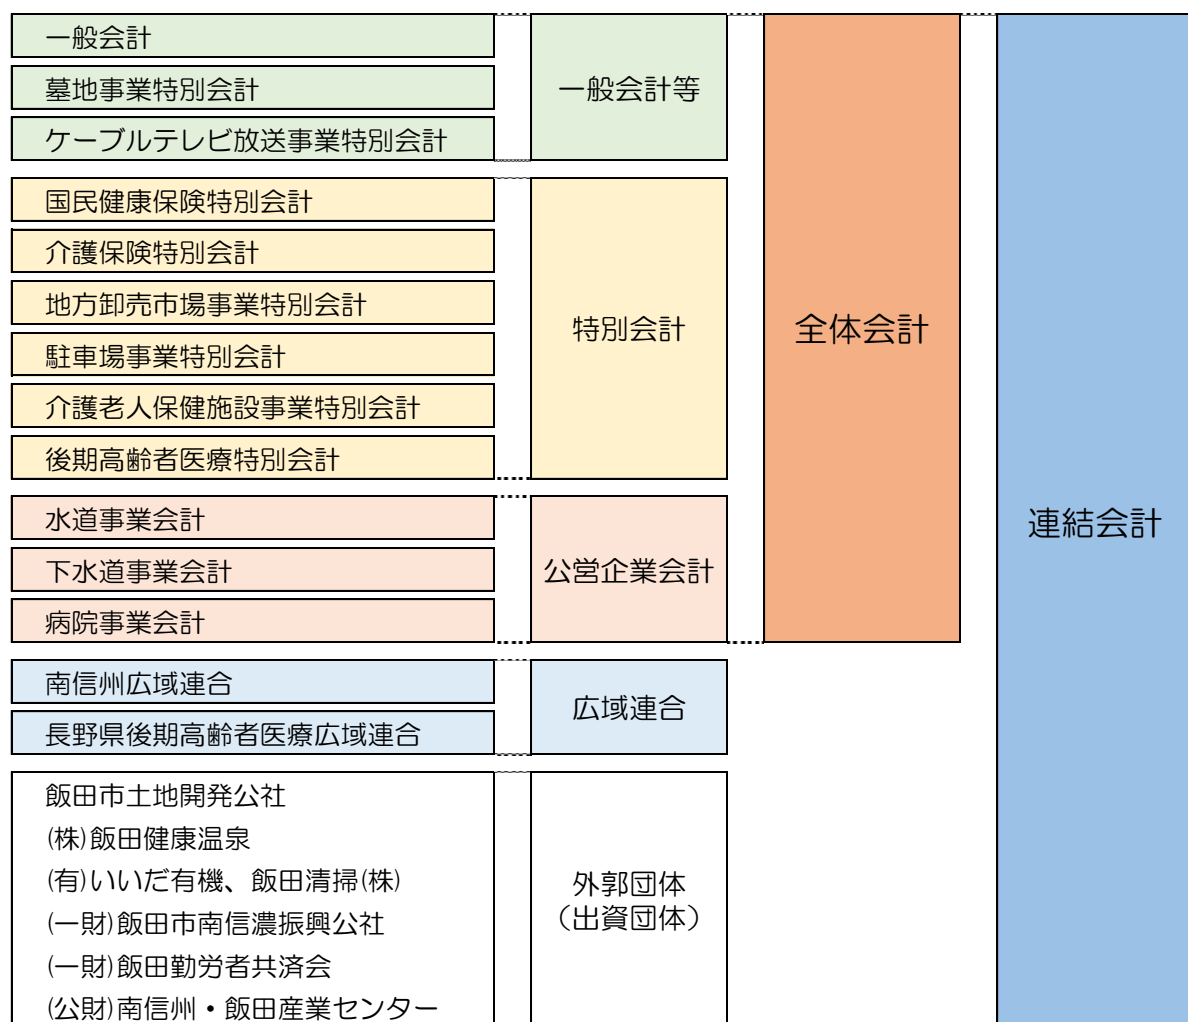 一般会計
墓地事業特別会計
ケーブルテレビ放送事業特別会計
一般会計等
国民健康保険特別会計
介護保険特別会計
地方卸売市場事業特別会計
駐車場事業特別会計
介護老人保健施設事業特別会計
後期高齢者医療特別会計
特別会計
水道事業会計
下水道事業会計
病院事業会計
公営企業会計
全体会計
南信州広域連合
長野県後期高齢者医療広域連合
広域連合
飯田市土地開発公社
(株)飯田健康温泉
(有)いいだ有機、飯田清掃(株)
(一財)飯田市南信濃振興公社
(一財)飯田勤労者共済会
(公財)南信州・飯田産業センター
外郭団体
（出資団体）
連結会計